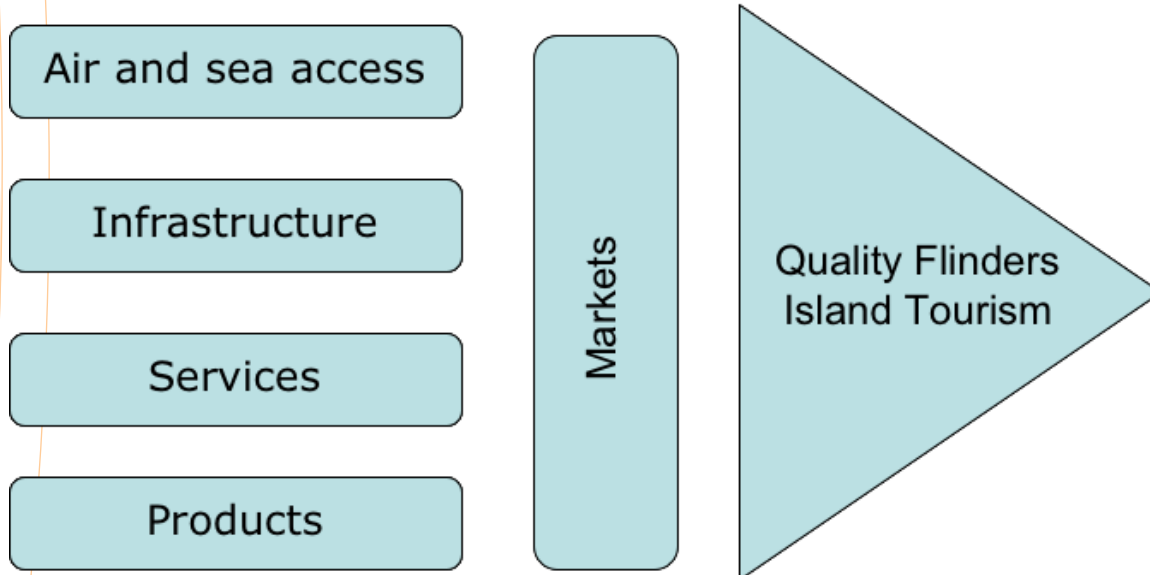 Air and sea access
Infrastructure
Services
Products
Markets
Quality Flinders
Island Tourism